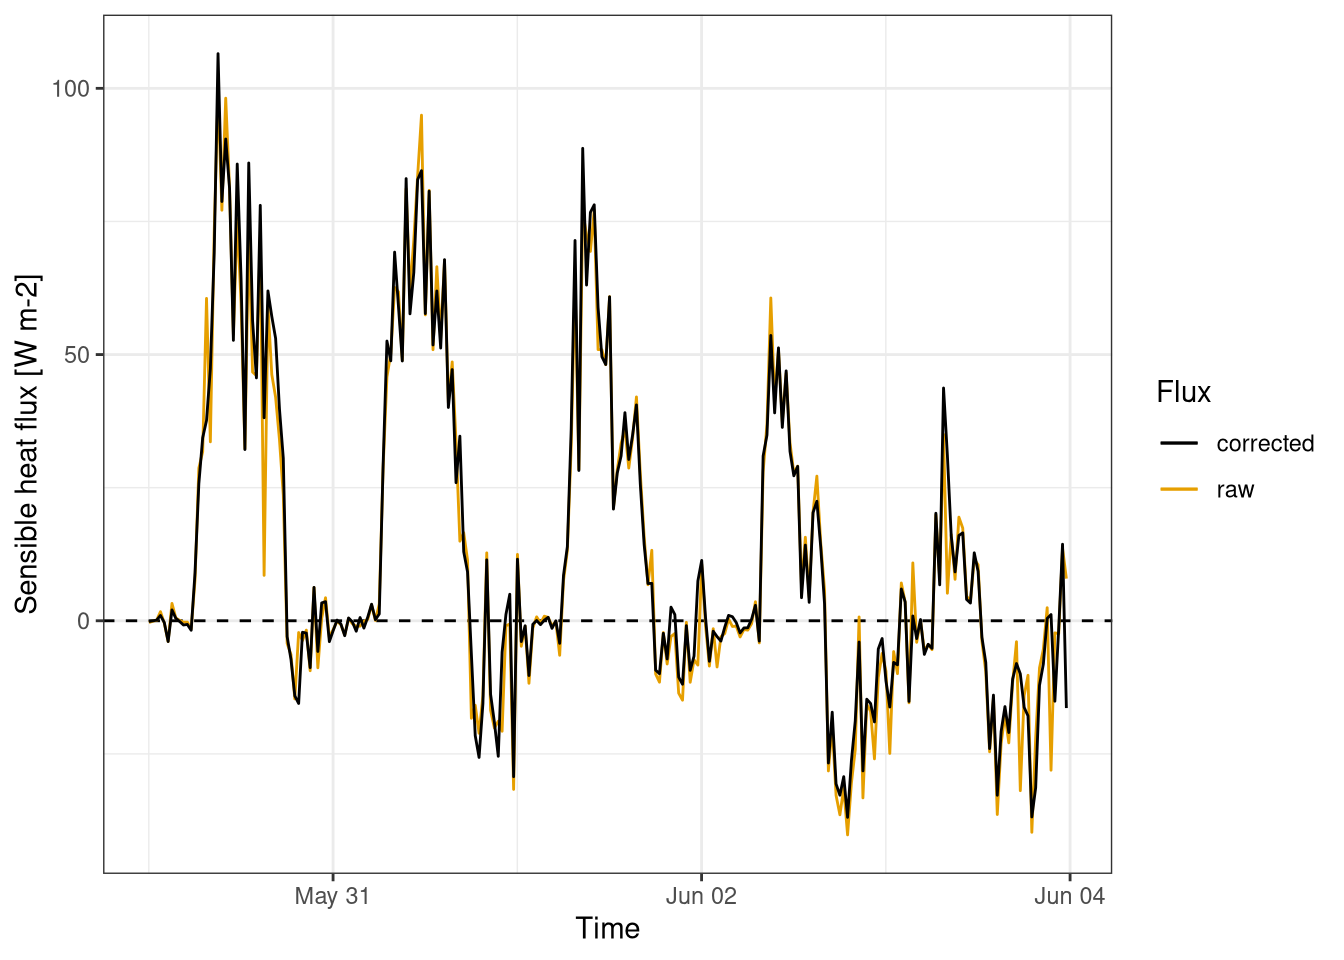 Sensible heat flux [W m-2]
100
50
0
May 31
Jun 02
Jun 04
Time
Flux
corrected
raw